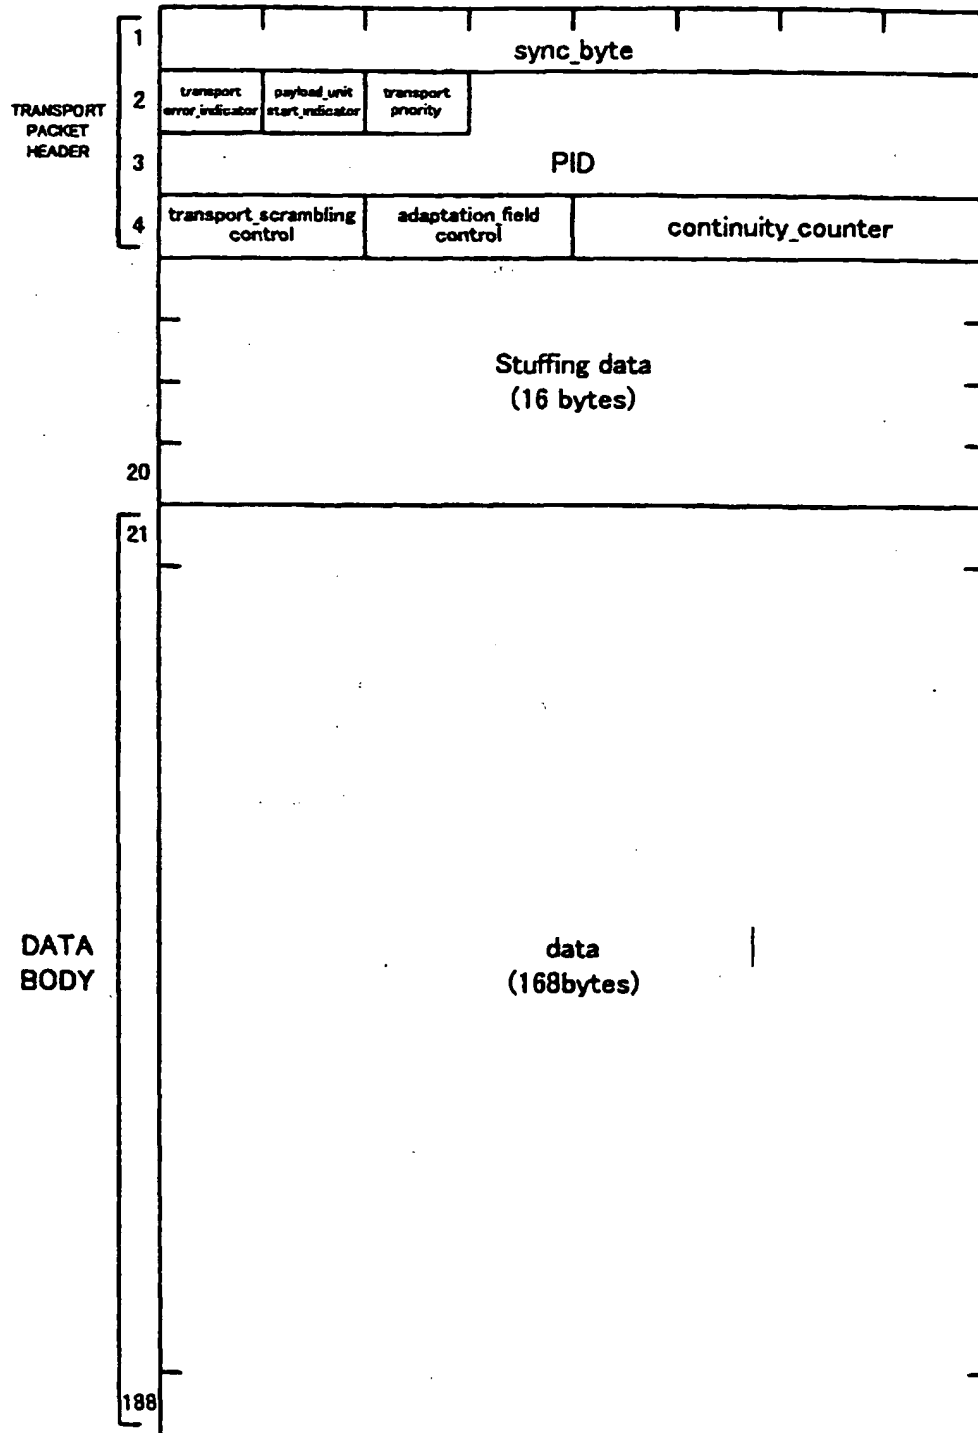 1
sync_byte
TRANSPORT
PACKET
HEADER
2
transport
error_indicator
payload_unit
start_indicator
transport
priority
3
PID
4
transport_scrambling
control
adaptation_field
control
continuity_counter
Stuffing data
(16 bytes)
20
21
DATA
BODY
data
(168bytes)
188